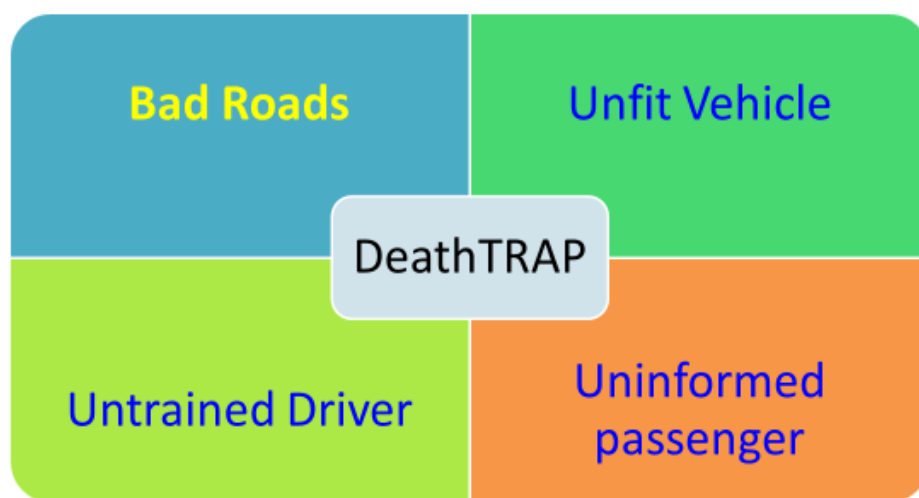 Bad Roads
Unfit Vehicle
DeathTRAP
Untrained Driver
Uninformed
passenger